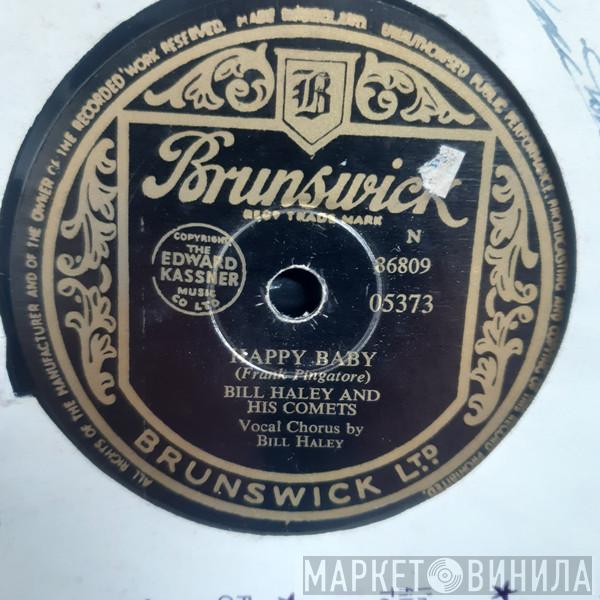 ALL RIGHTS OF THE MANUFACTURER AND OF THE OWNER OF THE RECORDED WORK RESERVED. MADE IN ENGLAND. UNAUTHORISED PUBLIC PERFORMANCE, BROADCASTING AND COPYING OF THIS RECORD PROHIBITED.
B
Brunswick
REGD TRADE MARK
N
COPYRIGHT
THE
EDWARD
KASSNER
MUSIC
CO LTD
86809
05373
HAPPY BABY
(Frank Pingatore)
BILL HALEY AND
HIS COMETS
Vocal Chorus by
BILL HALEY
BRUNSWICK LTD
МАРКЕТ ВИНИЛА